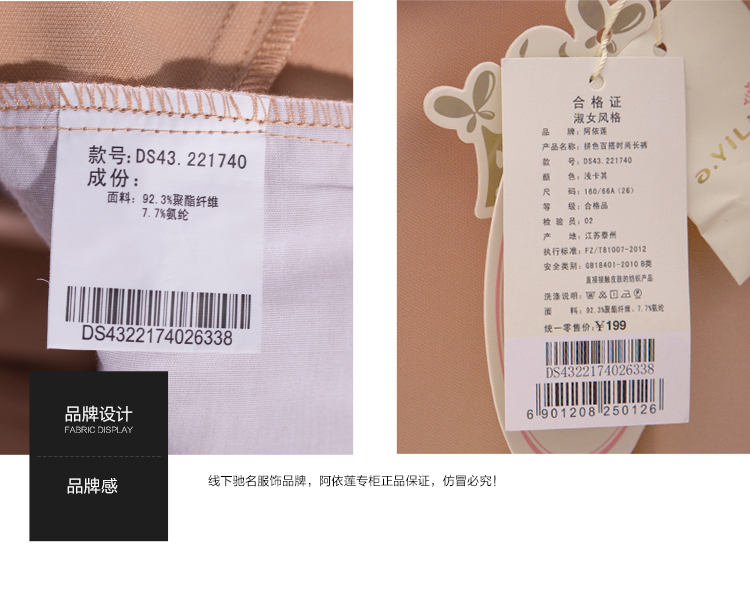 款号:DS43.221740
成份:
面料: 92.3%聚酯纤维
7.7%氨纶
DS4322174026338
合格证
淑女风格
品 牌: 阿依莲
产品名称: 拼色百搭时尚长裤
款 号: DS43.221740
颜 色: 浅卡其
尺 码: 160/66A (26)
等 级: 合格品
检 验 员: 02
产 地: 江苏泰州
执行标准: FZ/T81007-2012
安全类别: GB18401-2010 B类
直接接触皮肤的纺织产品
洗涤说明:
面 料: 92.3%聚酯纤维、7.7%氨纶
统一零售价: ¥199
DS4322174026338
6 901208 250126
a.YIL
品牌设计
FABRIC DISPLAY
品牌感
线下驰名服饰品牌，阿依莲专柜正品保证，仿冒必究！